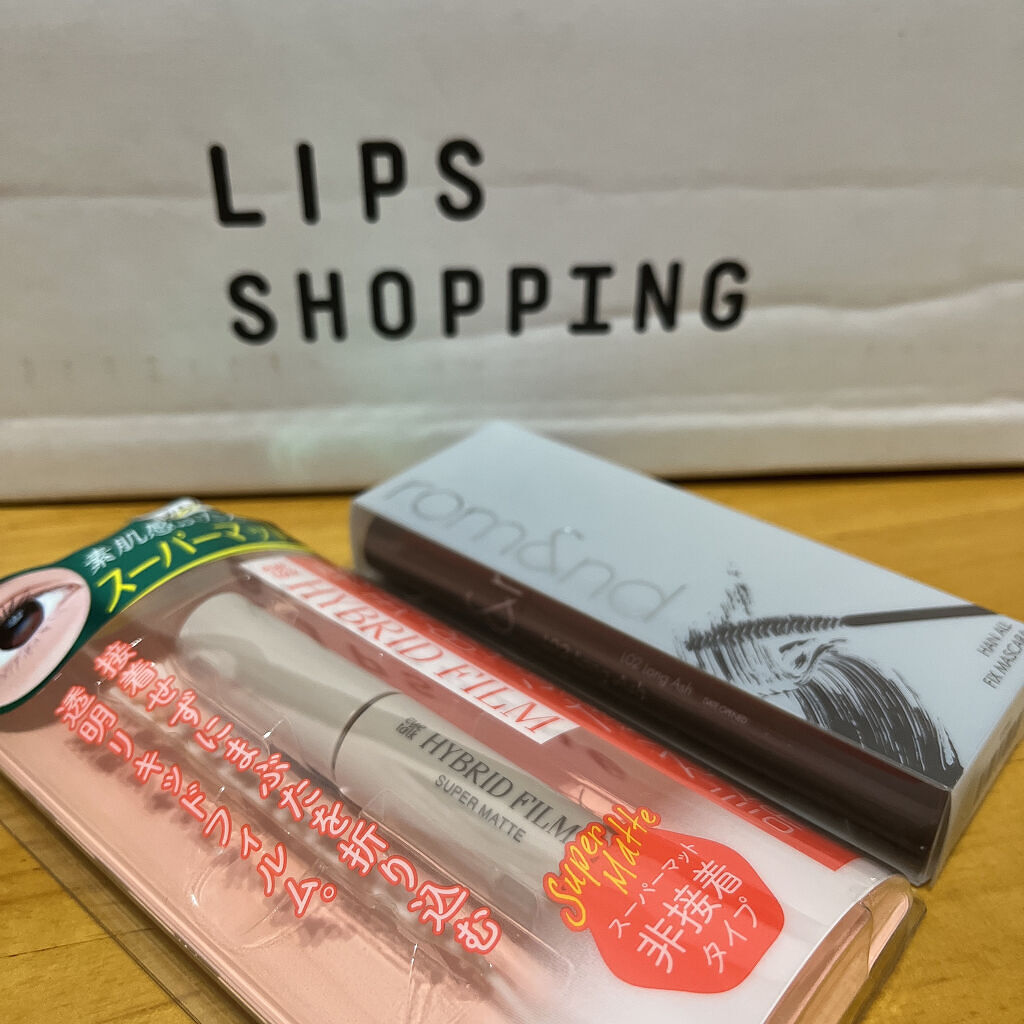 LIPS
SHOPPING
rom&nd
L02 Long Ash
HAN ALL
FIX MASCARA
素肌感
スーパーマッ
HYBRID FILM
接着せずにまぶたを折り込む
透明リキッドフィルム。
HYBRID FILM
SUPER MATTE
Super
Matte
スーパーマット
非接着
タイプ